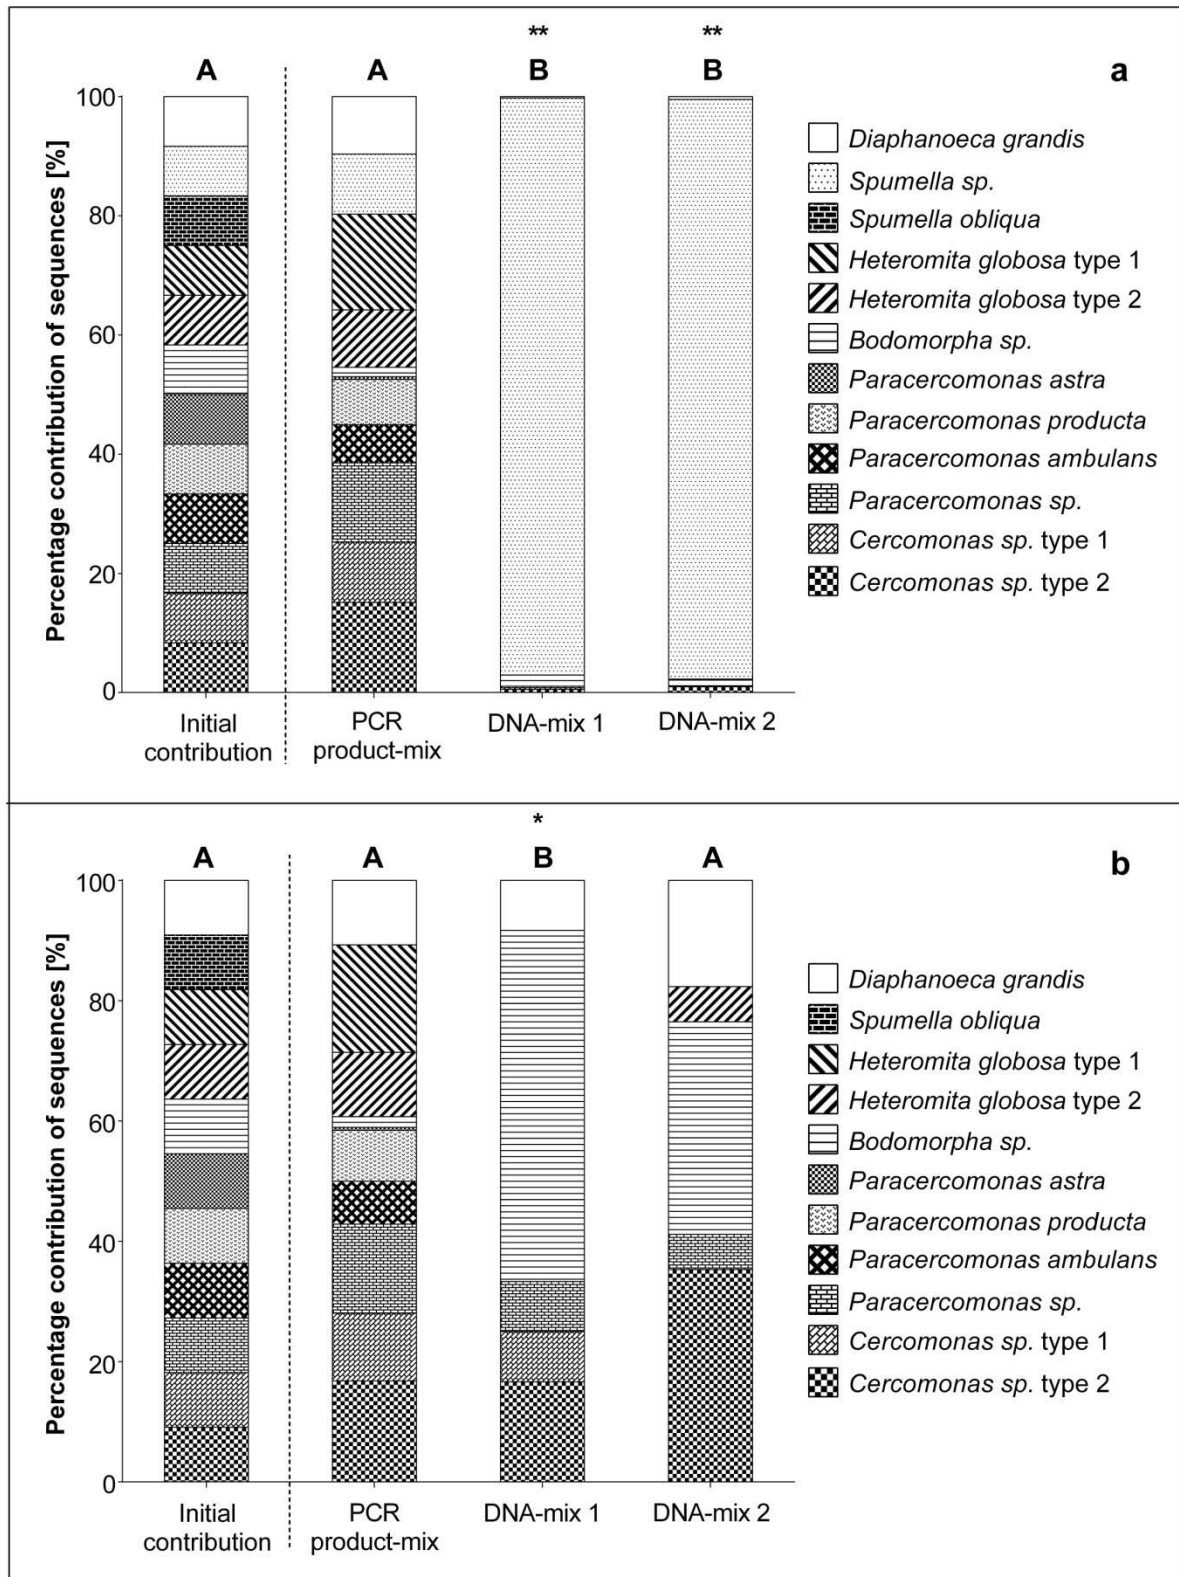 **
**
A
A
B
B
a
100
80
60
40
20
0
Percentage contribution of sequences [%]
Initial
contribution
PCR
product-mix
DNA-mix 1
DNA-mix 2
Diaphanoeca grandis
Spumella sp.
Spumella obliqua
Heteromita globosa type 1
Heteromita globosa type 2
Bodomorpha sp.
Paracercomonas astra
Paracercomonas producta
Paracercomonas ambulans
Paracercomonas sp.
Cercomonas sp. type 1
Cercomonas sp. type 2
*
A
A
B
A
b
100
80
60
40
20
0
Percentage contribution of sequences [%]
Initial
contribution
PCR
product-mix
DNA-mix 1
DNA-mix 2
Diaphanoeca grandis
Spumella obliqua
Heteromita globosa type 1
Heteromita globosa type 2
Bodomorpha sp.
Paracercomonas astra
Paracercomonas producta
Paracercomonas ambulans
Paracercomonas sp.
Cercomonas sp. type 1
Cercomonas sp. type 2